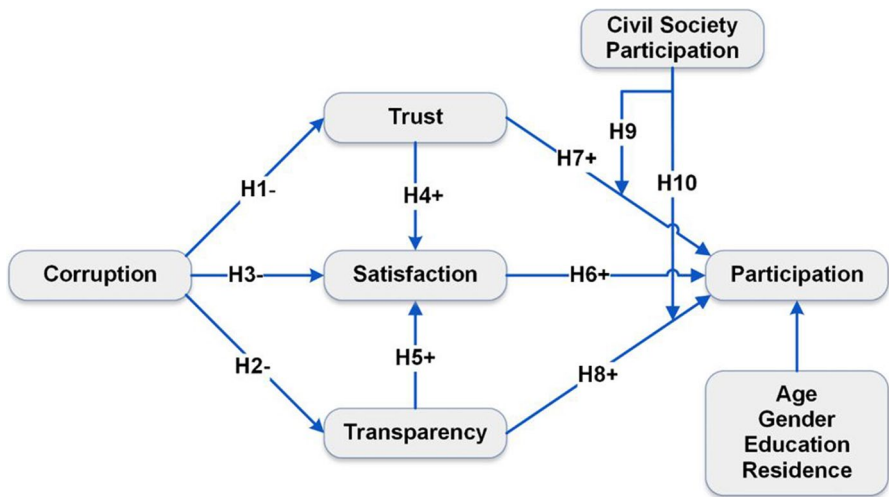 Civil Society
Participation
Trust
H9
H7+
H1-
H4+
H10
Corruption
H3-
Satisfaction
H6+
Participation
H2-
H5+
H8+
Transparency
Age
Gender
Education
Residence